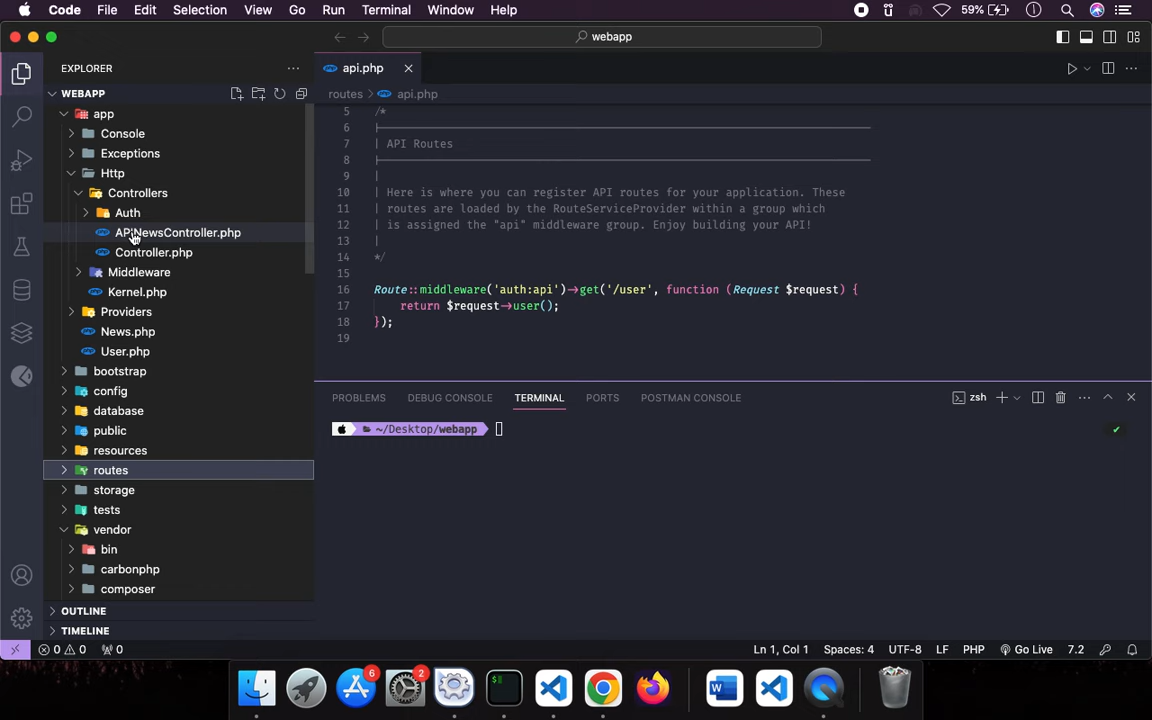 Code File Edit Selection View Go Run Terminal Window Help 59%
webapp
EXPLORER
api.php
WEBAPP
routes > api.php
app
Console
Exceptions
Http
Controllers
Auth
APINewsController.php
Controller.php
Middleware
Kernel.php
Providers
News.php
User.php
bootstrap
config
database
public
resources
routes
storage
tests
vendor
bin
carbonphp
composer
OUTLINE
TIMELINE
5 /*
6
7 | API Routes
8
9 |
10 | Here is where you can register API routes for your application. These
11 | routes are loaded by the RouteServiceProvider within a group which
12 | is assigned the "api" middleware group. Enjoy building your API!
13 |
14 */
15
16 Route::middleware('auth:api')->get('/user', function (Request $request) {
17 return $request->user();
18 });
19
PROBLEMS DEBUG CONSOLE TERMINAL PORTS POSTMAN CONSOLE zsh
~/Desktop/webapp
0 0 0 Ln 1, Col 1 Spaces: 4 UTF-8 LF PHP Go Live 7.2
6 2